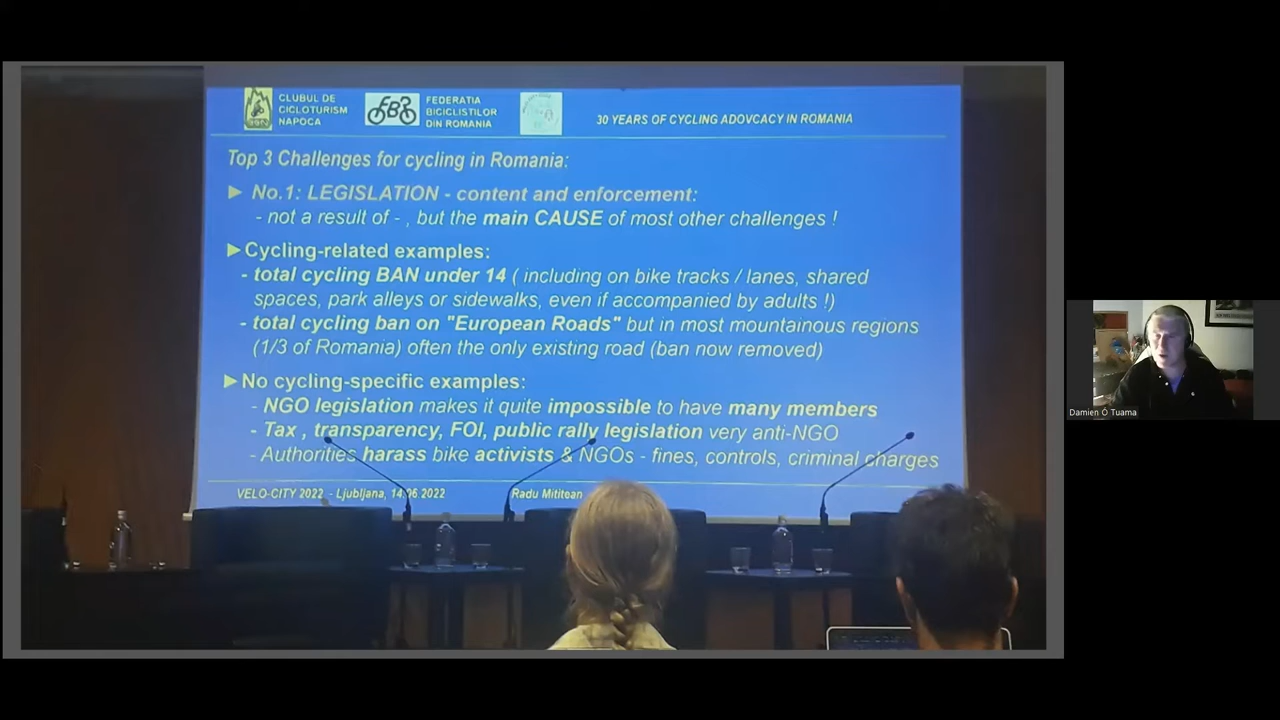 CLUBUL DE
CICLOTURISM
NAPOCA
FEDERATIA
BICICLISTILOR
DIN ROMANIA
30 YEARS OF CYCLING ADOVCACY IN ROMANIA
Top 3 Challenges for cycling in Romania:
► No.1: LEGISLATION - content and enforcement:
- not a result of - , but the main CAUSE of most other challenges !
►Cycling-related examples:
- total cycling BAN under 14 ( including on bike tracks / lanes, shared
spaces, park alleys or sidewalks, even if accompanied by adults !)
- total cycling ban on "European Roads" but in most mountainous regions
(1/3 of Romania) often the only existing road (ban now removed)
►No cycling-specific examples:
- NGO legislation makes it quite impossible to have many members
- Tax , transparency, FOI, public rally legislation very anti-NGO
- Authorities harass bike activists & NGOs - fines, controls, criminal charges
VELO-CITY 2022 - Ljubljana, 14.06.2022
Radu Mititean
Damien Ó Tuama